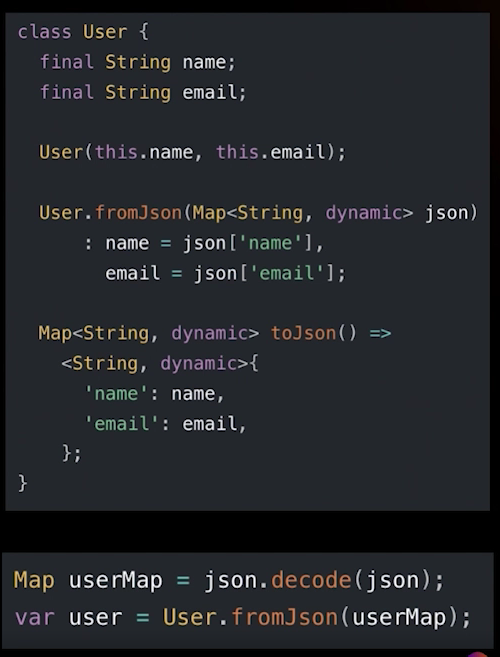 class User {
  final String name;
  final String email;

  User(this.name, this.email);

  User.fromJson(Map<String, dynamic> json)
      : name = json['name'],
        email = json['email'];

  Map<String, dynamic> toJson() =>
    <String, dynamic>{
      'name': name,
      'email': email,
    };
}

Map userMap = json.decode(json);
var user = User.fromJson(userMap);